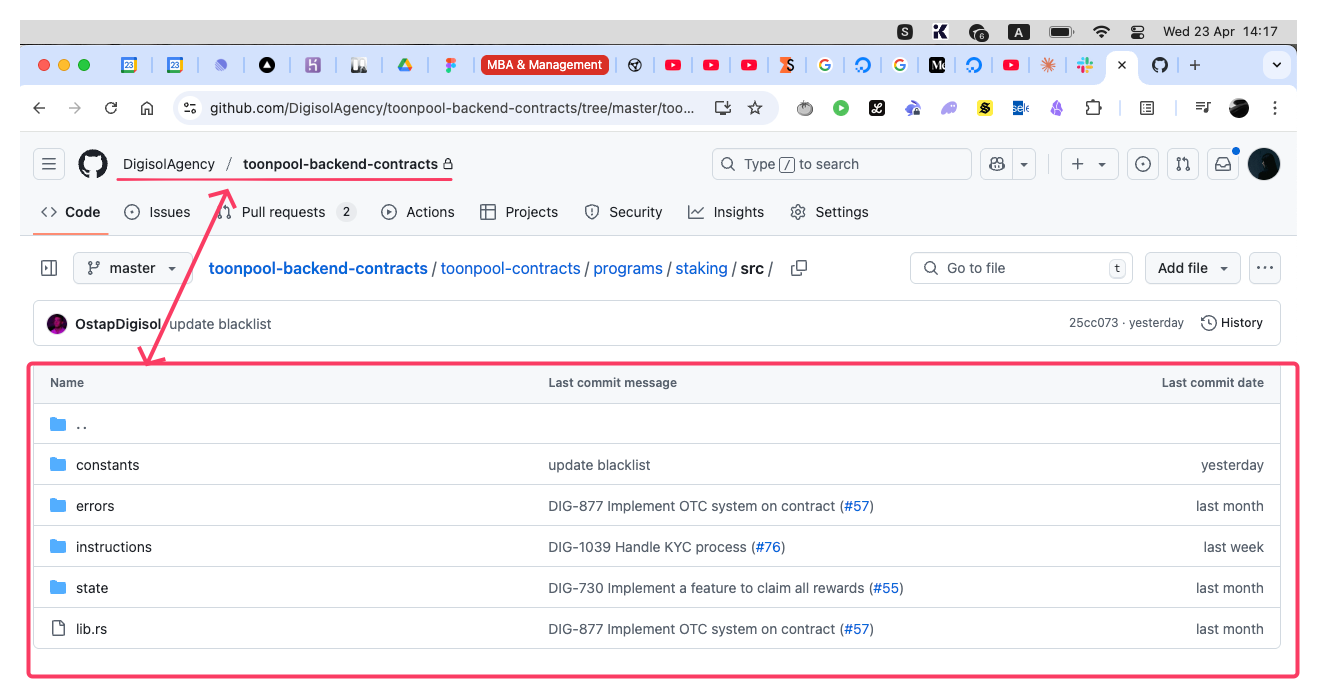 S K 6 A Wed 23 Apr 14:17
23 23 MBA & Management
github.com/DigisolAgency/toonpool-backend-contracts/tree/master/too...
DigisolAgency / toonpool-backend-contracts Type / to search
Code Issues Pull requests 2 Actions Projects Security Insights Settings
master toonpool-backend-contracts / toonpool-contracts / programs / staking / src / Go to file t Add file
OstapDigisol update blacklist 25cc073 · yesterday History
Name Last commit message Last commit date
..
constants update blacklist yesterday
errors DIG-877 Implement OTC system on contract (#57) last month
instructions DIG-1039 Handle KYC process (#76) last week
state DIG-730 Implement a feature to claim all rewards (#55) last month
lib.rs DIG-877 Implement OTC system on contract (#57) last month